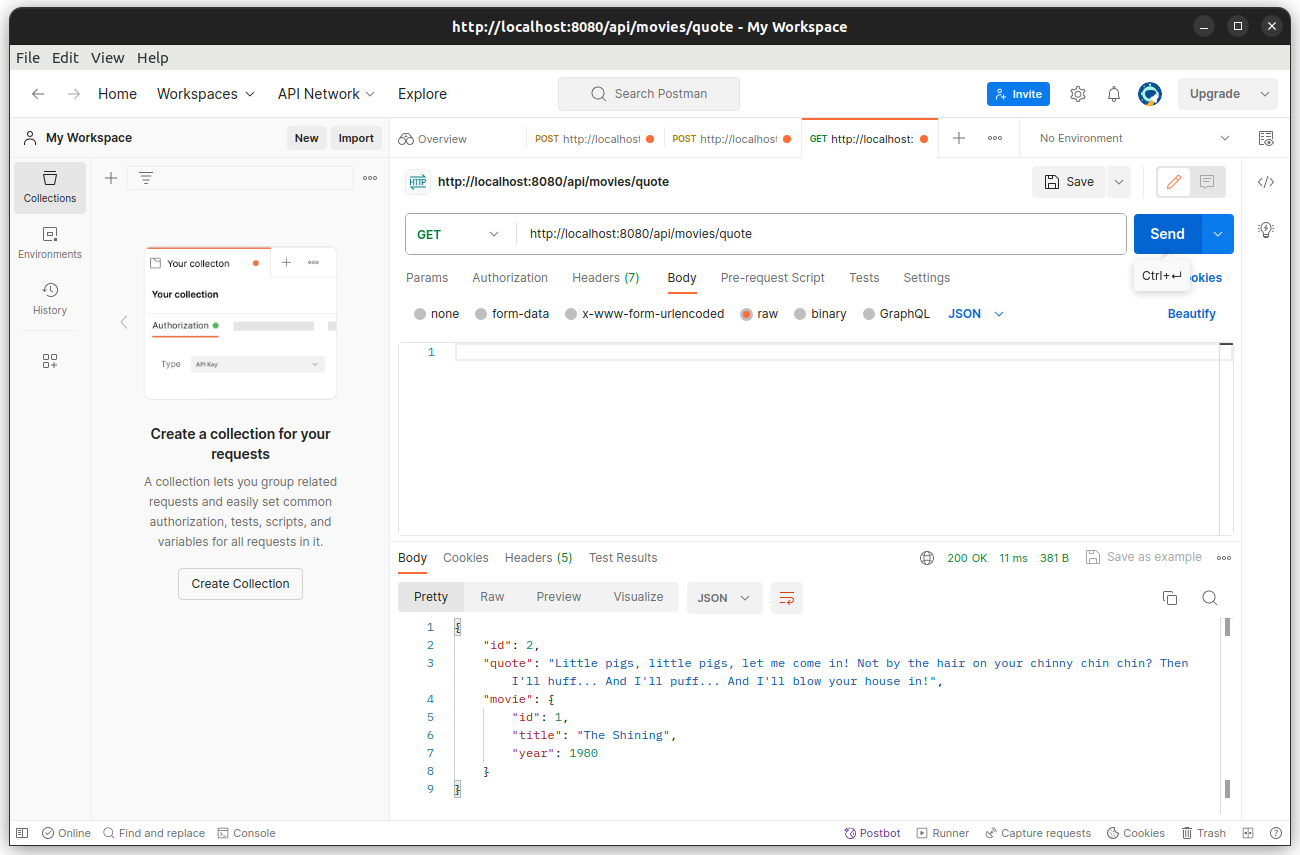 http://localhost:8080/api/movies/quote - My Workspace
File Edit View Help
Home Workspaces API Network Explore Search Postman Invite Upgrade
My Workspace New Import
Overview POST http://localhost POST http://localhost GET http://localhost: No Environment
Collections
Environments
History
Your collecton
Your collection
Authorization
Type API Key
Create a collection for your
requests
A collection lets you group related
requests and easily set common
authorization, tests, scripts, and
variables for all requests in it.
Create Collection
HTTP http://localhost:8080/api/movies/quote Save
GET http://localhost:8080/api/movies/quote Send
Params Authorization Headers (7) Body Pre-request Script Tests Settings Ctrl+↵ okies
none form-data x-www-form-urlencoded raw binary GraphQL JSON Beautify
1
Body Cookies Headers (5) Test Results 200 OK 11 ms 381 B Save as example
Pretty Raw Preview Visualize JSON
1 {
2 "id": 2,
3 "quote": "Little pigs, little pigs, let me come in! Not by the hair on your chinny chin chin? Then
I'll huff... And I'll puff... And I'll blow your house in!",
4 "movie": {
5 "id": 1,
6 "title": "The Shining",
7 "year": 1980
8 }
9 }
Online Find and replace Console Postbot Runner Capture requests Cookies Trash